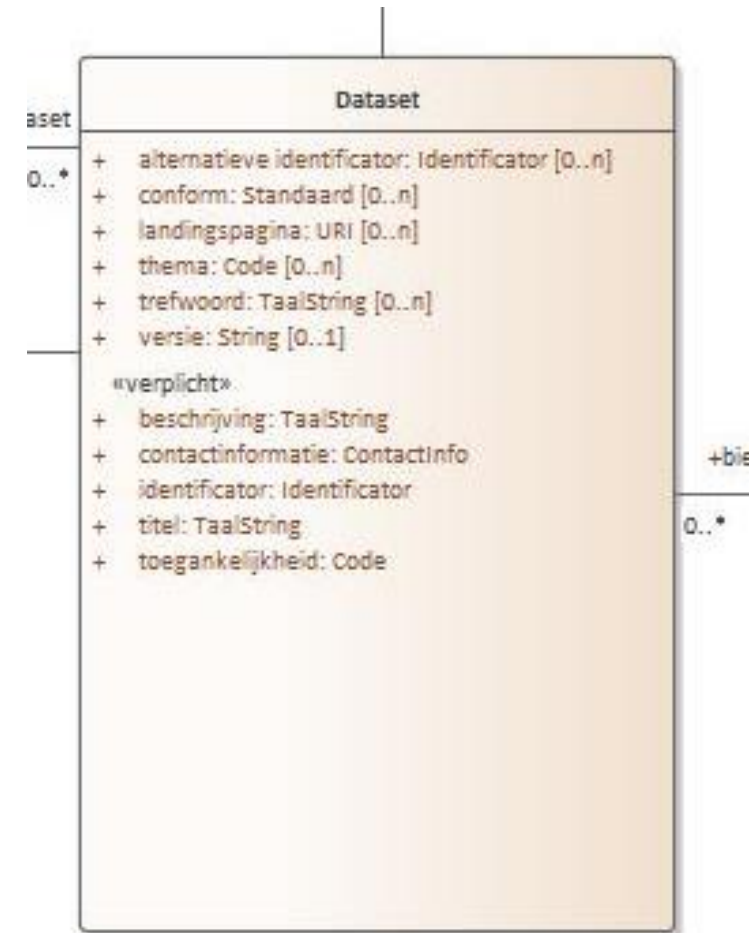 Dataset
aset
0..*
+ alternatieve identificator: Identificator [0..n]
+ conform: Standaard [0..n]
+ landingspagina: URI [0..n]
+ thema: Code [0..n]
+ trefwoord: TaalString [0..n]
+ versie: String [0..1]
«verplicht»
+ beschrijving: TaalString
+ contactinformatie: ContactInfo
+ identificator: Identificator
+ titel: TaalString
+ toegankelijkheid: Code
+bie
0..*